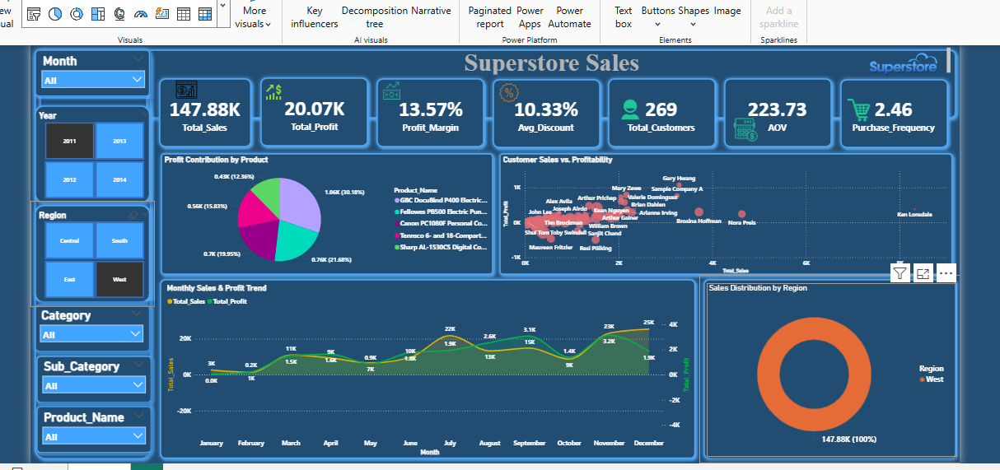 ew
ual
More
visuals
Key
influencers
Decomposition
tree
Narrative
Paginated
report
Power
Apps
Power
Automate
Text
box
Buttons
Shapes
Image
Add a
sparkline
Visuals
AI visuals
Power Platform
Elements
Sparklines
Superstore Sales
Superstore
Month
All
Year
2011
2013
2012
2014
Region
Central
South
East
West
Category
All
Sub_Category
All
Product_Name
All
147.88K
Total_Sales
20.07K
Total_Profit
13.57%
Profit_Margin
10.33%
Avg_Discount
269
Total_Customers
223.73
AOV
2.46
Purchase_Frequency
Profit Contribution by Product
0.43K (12.36%)
1.06K (30.18%)
0.56K (15.83%)
0.7K (19.95%)
0.76K (21.68%)
Product_Name
GBC DocuBind P400 Electric...
Fellowes PB500 Electric Pun...
Canon PC1080F Personal Co...
Tennsco 6- and 18-Compart...
Sharp AL-1530CS Digital Co...
Customer Sales vs. Profitability
Total_Profit
1K
0K
-1K
Gary Hwang
Mary Zewe
Sample Company A
Alex Avila
Arthur Prichep
Valerie Dominguez
Brian Dahlen
John Lee
Joseph Airdo
Kean Nguyen
Arianne Irving
Ken Lonsdale
Tim Brockman
Arthur Gainer
Brosina Hoffman
Nora Preis
William Brown
Shui Tom
Toby Swindell
Sanjit Chand
Maureen Fritzler
Resi Pölking
0K
2K
4K
6K
8K
Total_Sales
Monthly Sales & Profit Trend
Total_Sales
Total_Profit
20K
0K
-20K
Total_Sales
3K
0.2K
11K
9K
0.9K
10K
22K
2.6K
3.1K
1.4K
23K
25K
0.0K
1K
1.5K
1.6K
7K
1.8K
1.9K
13K
15K
9K
3.2K
1.9K
4K
2K
0K
-2K
-4K
Total_Profit
January
February
March
April
May
June
July
August
September
October
November
December
Month
Sales Distribution by Region
Region
West
147.88K (100%)